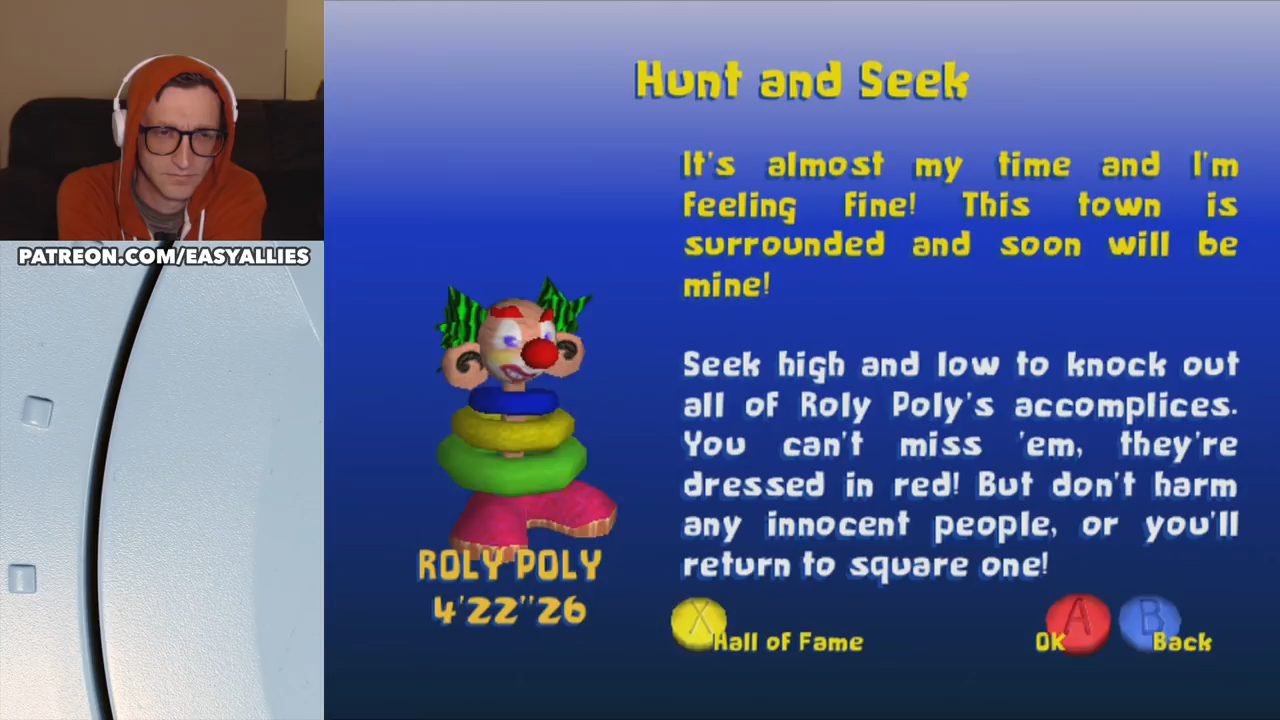 PATREON.COM/EASYALLIES
Hunt and Seek
It's almost my time and I'm
feeling fine! This town is
surrounded and soon will be
mine!
Seek high and low to knock out
all of Roly Poly's accomplices.
You can't miss 'em, they're
dressed in red! But don't harm
any innocent people, or you'll
return to square one!
ROLY POLY
4'22"26
X Hall of Fame
OK A
B Back